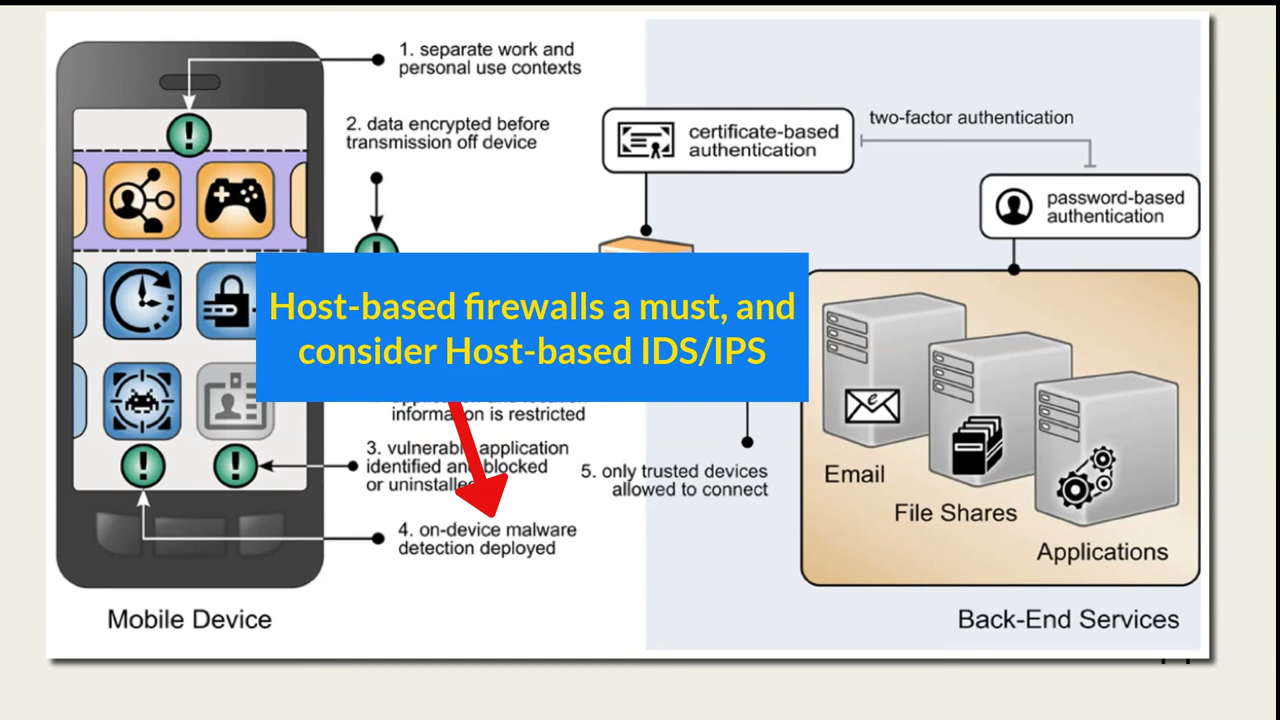 1. separate work and
personal use contexts
2. data encrypted before
transmission off device
certificate-based
authentication
two-factor authentication
password-based
authentication
Host-based firewalls a must, and
consider Host-based IDS/IPS
information is restricted
3. vulnerable application
identified and blocked
or uninstalled
4. on-device malware
detection deployed
5. only trusted devices
allowed to connect
e
Email
File Shares
Applications
Mobile Device
Back-End Services